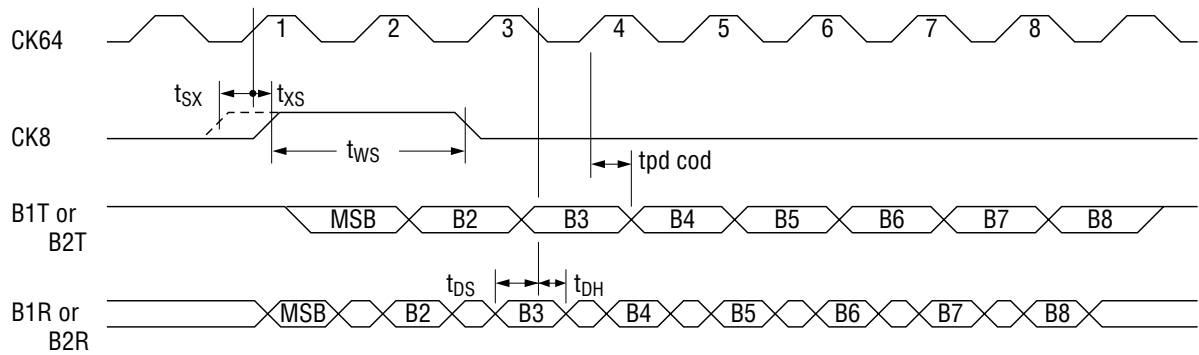 CK64 1 2 3 4 5 6 7 8
tSX tXS
CK8
tWS tpd cod
B1T or
B2T
MSB B2 B3 B4 B5 B6 B7 B8
tDS tDH
B1R or
B2R
MSB B2 B3 B4 B5 B6 B7 B8